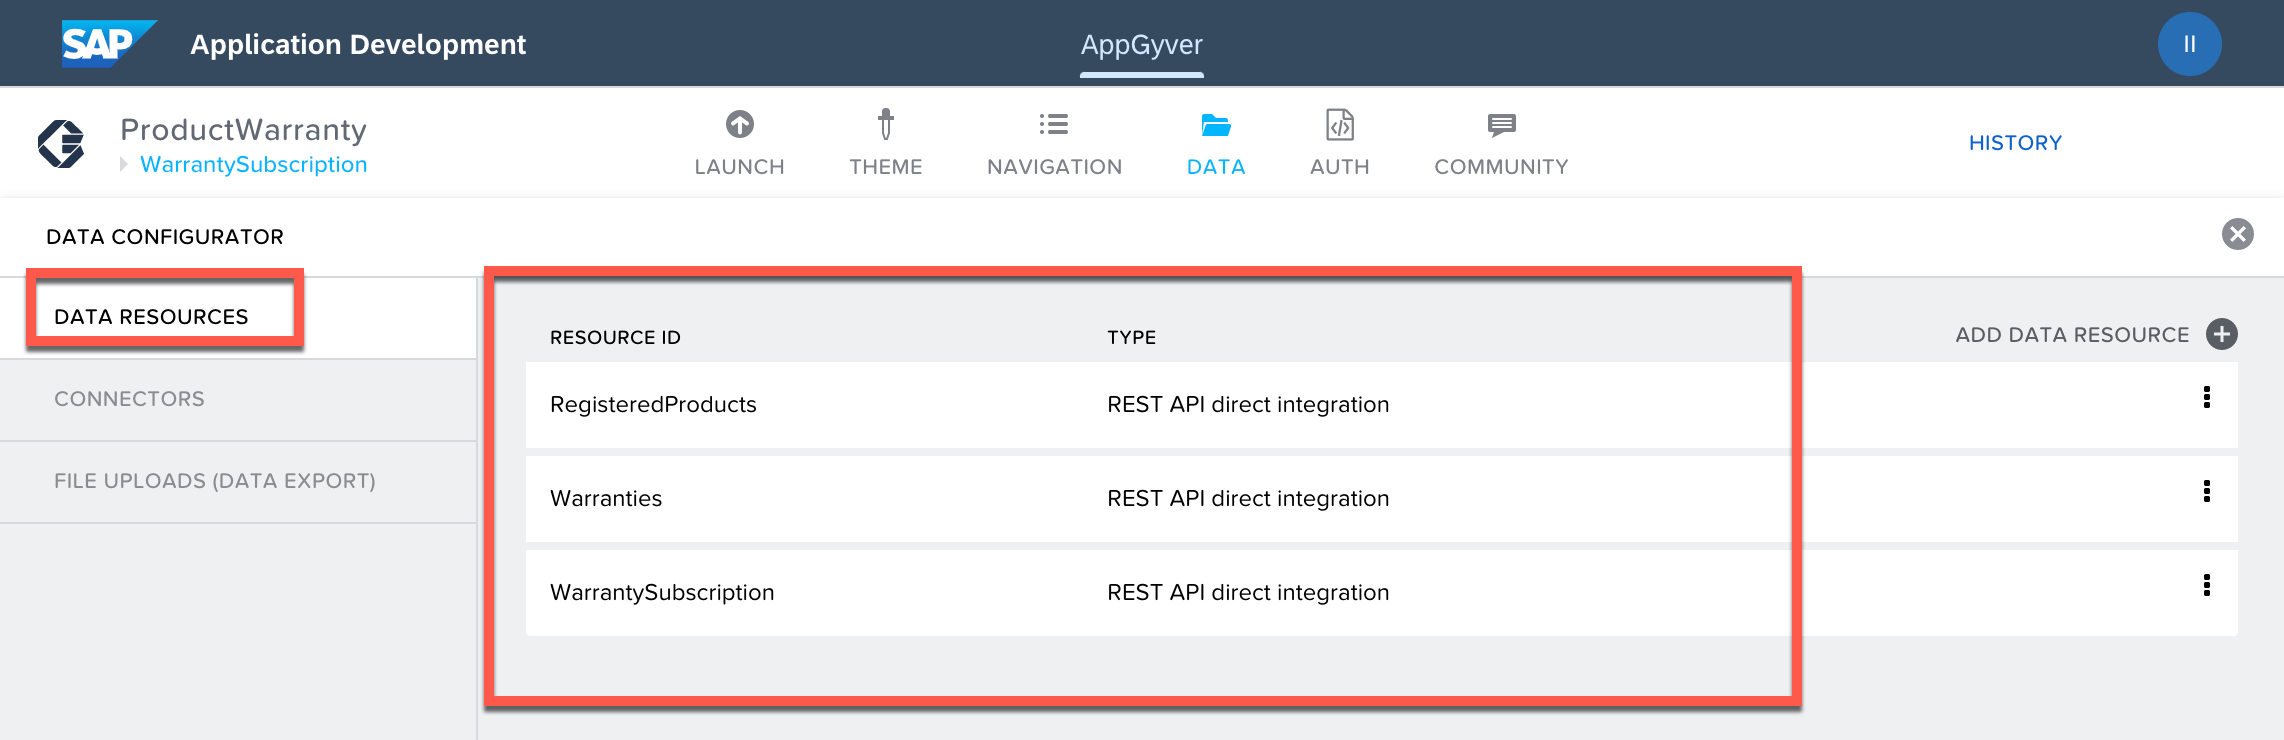 SAP Application Development AppGyver II
ProductWarranty
WarrantySubscription
LAUNCH THEME NAVIGATION DATA AUTH COMMUNITY
HISTORY
DATA CONFIGURATOR
DATA RESOURCES
CONNECTORS
FILE UPLOADS (DATA EXPORT)
RESOURCE ID TYPE ADD DATA RESOURCE
RegisteredProducts REST API direct integration
Warranties REST API direct integration
WarrantySubscription REST API direct integration